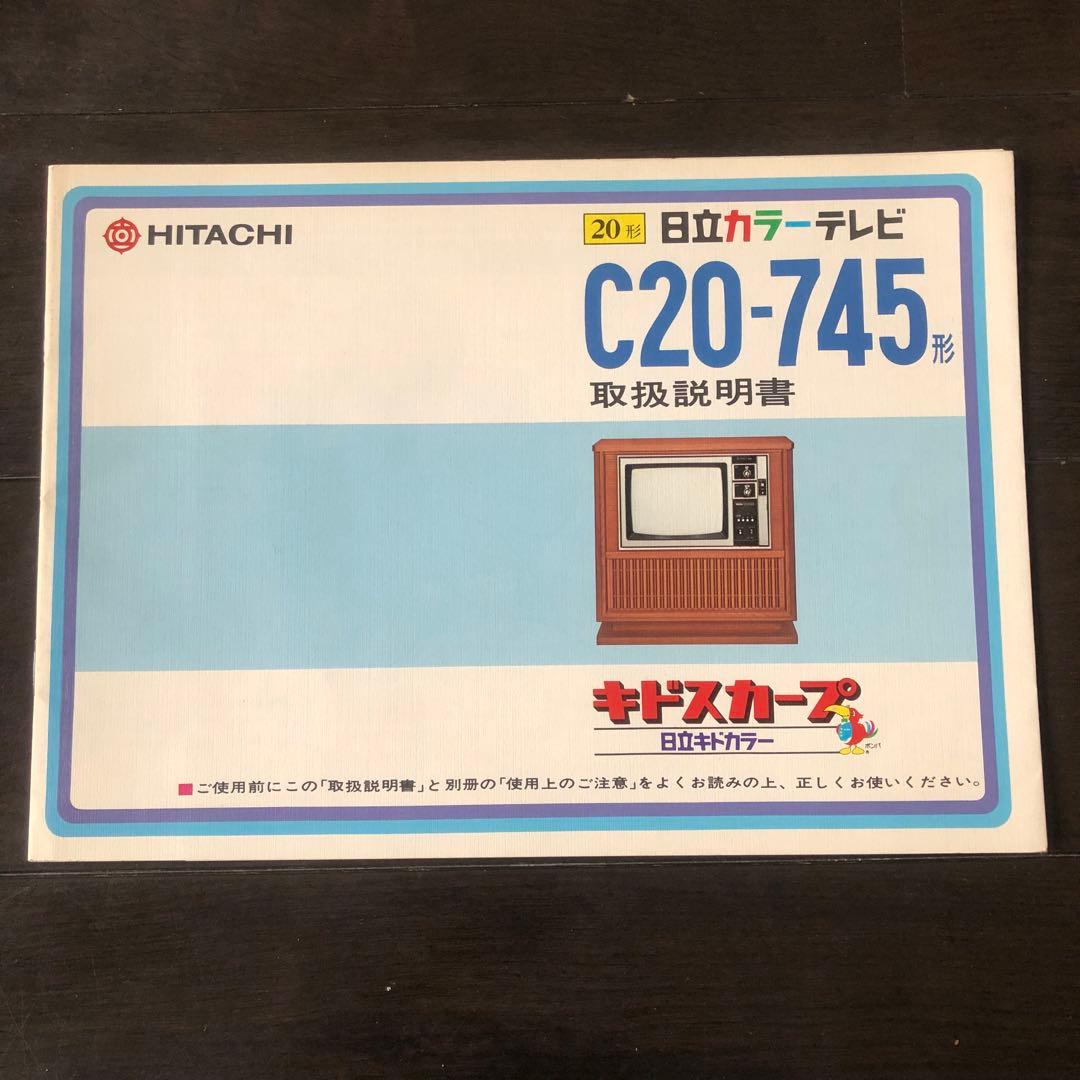 HITACHI
20形 日立カラーテレビ
C20-745形
取扱説明書
キドスカープ
日立キドカラー
ポンパ
■ご使用前にこの「取扱説明書」と別冊の「使用上のご注意」をよくお読みの上、正しくお使いください。